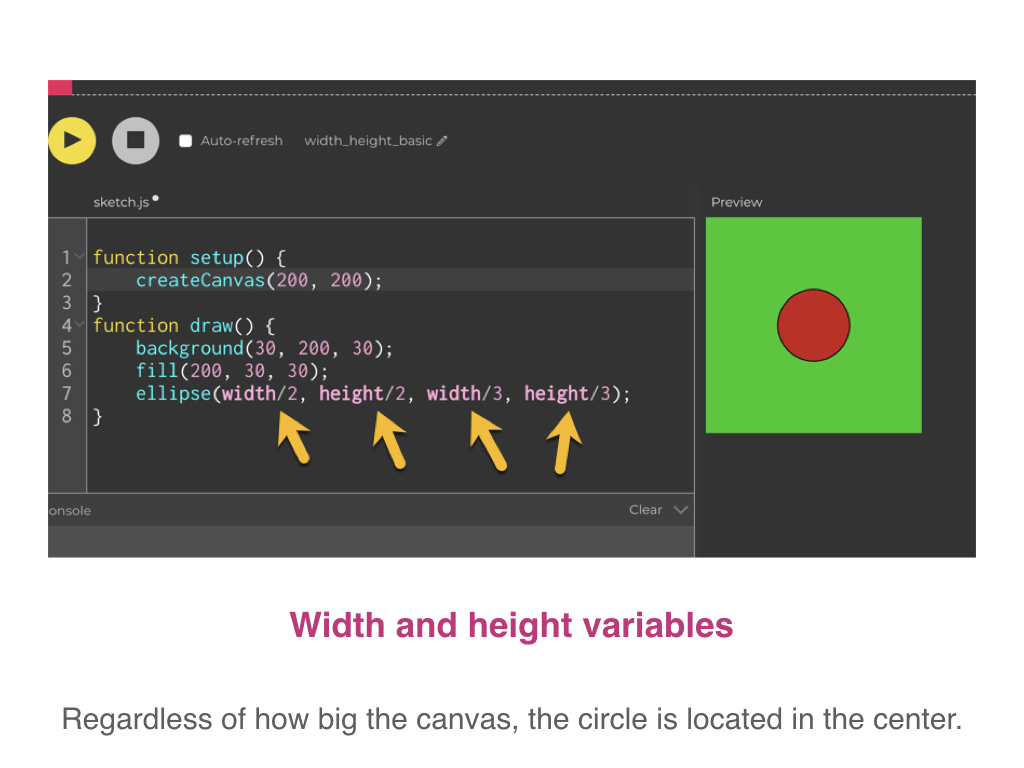 Auto-refresh width_height_basic
sketch.js
Preview
1 function setup() {
2 createCanvas(200, 200);
3 }
4 function draw() {
5 background(30, 200, 30);
6 fill(200, 30, 30);
7 ellipse(width/2, height/2, width/3, height/3);
8 }
onsole
Clear
Width and height variables
Regardless of how big the canvas, the circle is located in the center.